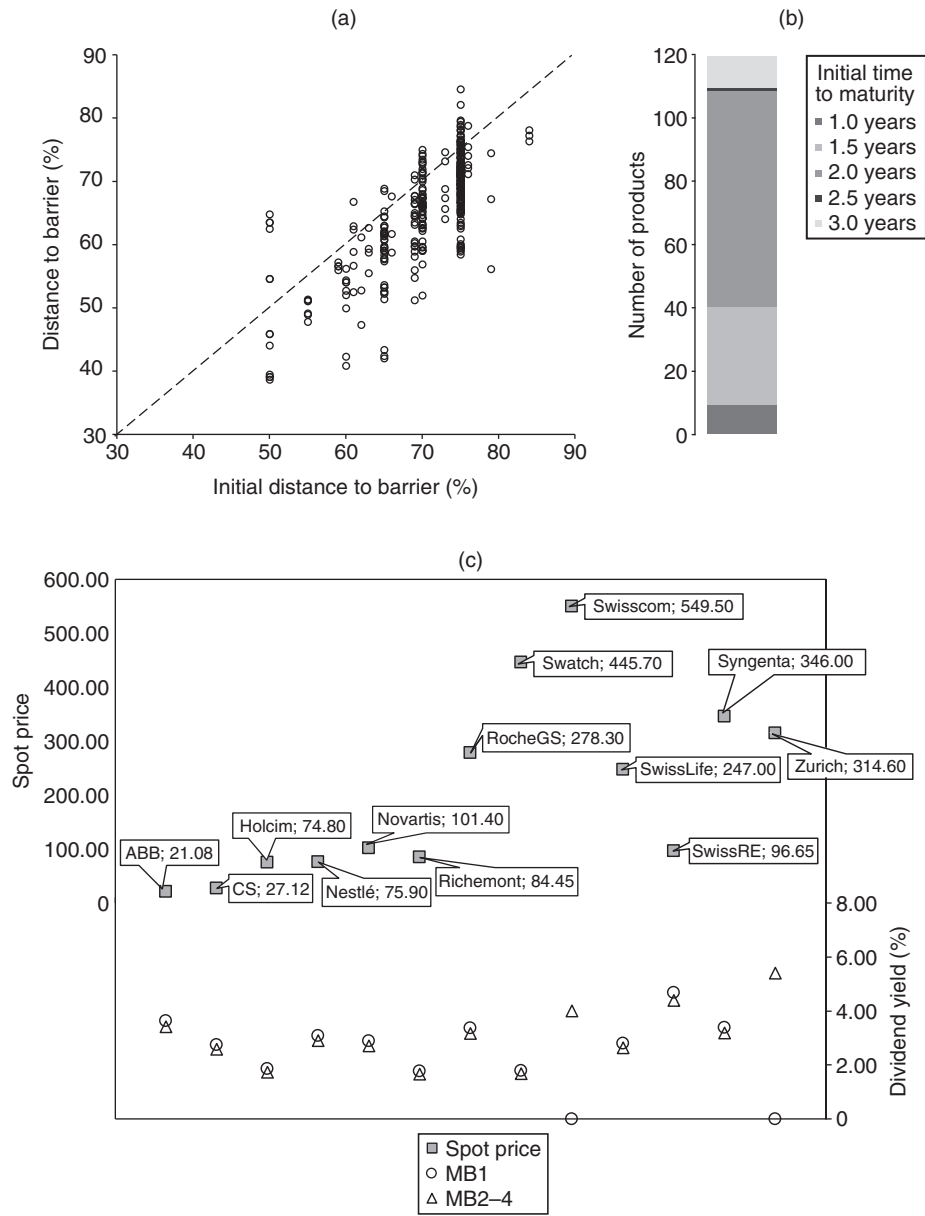 (a)
90
80
70
60
50
40
30
Distance to barrier (%)
30 40 50 60 70 80 90
Initial distance to barrier (%)
(b)
120
100
80
60
40
20
0
Number of products
Initial time
to maturity
1.0 years
1.5 years
2.0 years
2.5 years
3.0 years
(c)
600.00
500.00
400.00
300.00
200.00
100.00
0
Spot price
Swisscom; 549.50
Swatch; 445.70
Syngenta; 346.00
RocheGS; 278.30
SwissLife; 247.00
Zurich; 314.60
Novartis; 101.40
Holcim; 74.80
ABB; 21.08
CS; 27.12
Nestlé; 75.90
Richemont; 84.45
SwissRE; 96.65
8.00
6.00
4.00
2.00
0
Dividend yield (%)
Spot price
MB1
MB2–4